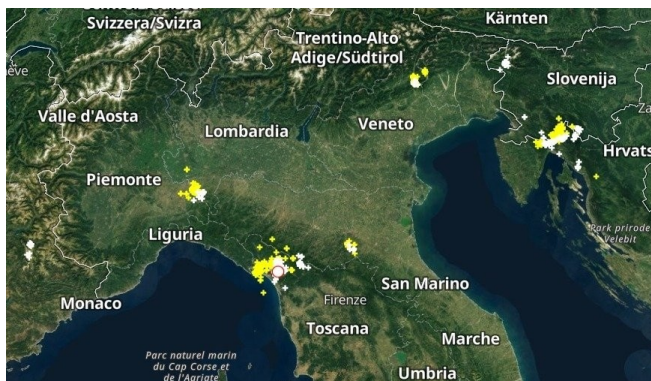 Svizzera/Svizra
Kärnten
Trentino-Alto
Adige/Südtirol
Slovenija
Valle d'Aosta
Lombardia
Veneto
Hrvats
Piemonte
Liguria
Park prirode
Velebit
San Marino
Monaco
Firenze
Toscana
Marche
Parc naturel marin
du Cap Corse et
de l'Agriate
Umbria